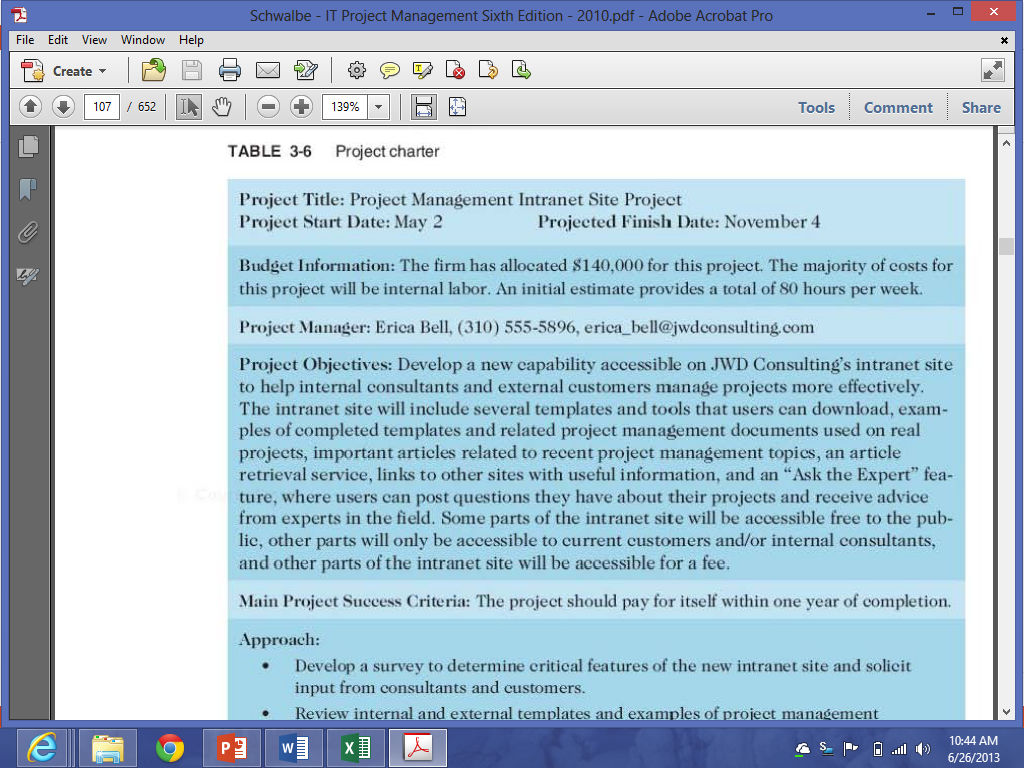 Schwalbe - IT Project Management Sixth Edition - 2010.pdf - Adobe Acrobat Pro
File Edit View Window Help
Create
107 / 652 139% Tools Comment Share
TABLE 3-6 Project charter
Project Title: Project Management Intranet Site Project
Project Start Date: May 2 Projected Finish Date: November 4
Budget Information: The firm has allocated $140,000 for this project. The majority of costs for
this project will be internal labor. An initial estimate provides a total of 80 hours per week.
Project Manager: Erica Bell, (310) 555-5896, erica_bell@jwdconsulting.com
Project Objectives: Develop a new capability accessible on JWD Consulting's intranet site
to help internal consultants and external customers manage projects more effectively.
The intranet site will include several templates and tools that users can download, exam-
ples of completed templates and related project management documents used on real
projects, important articles related to recent project management topics, an article
retrieval service, links to other sites with useful information, and an “Ask the Expert” fea-
ture, where users can post questions they have about their projects and receive advice
from experts in the field. Some parts of the intranet site will be accessible free to the pub-
lic, other parts will only be accessible to current customers and/or internal consultants,
and other parts of the intranet site will be accessible for a fee.
Main Project Success Criteria: The project should pay for itself within one year of completion.
Approach:
• Develop a survey to determine critical features of the new intranet site and solicit
input from consultants and customers.
• Review internal and external templates and examples of project management
10:44 AM
6/26/2013